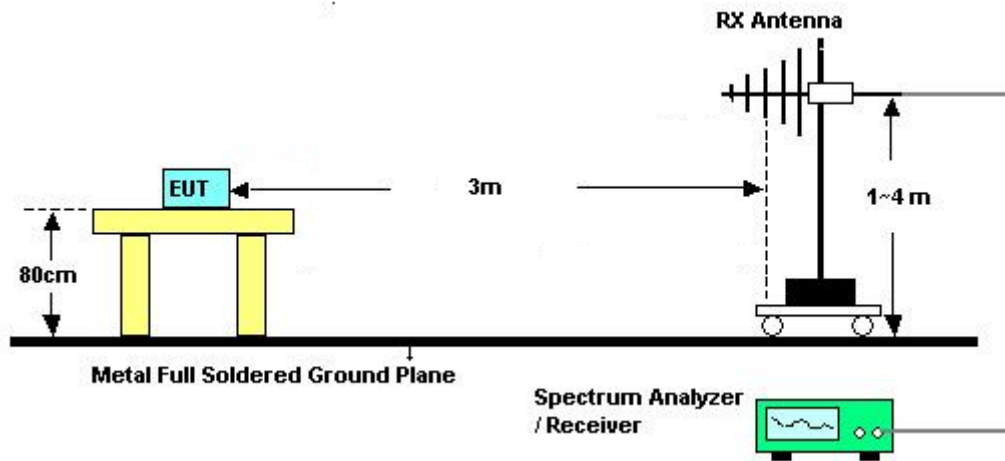 RX Antenna
EUT
3m
1~4 m
80cm
Metal Full Soldered Ground Plane
Spectrum Analyzer
/ Receiver